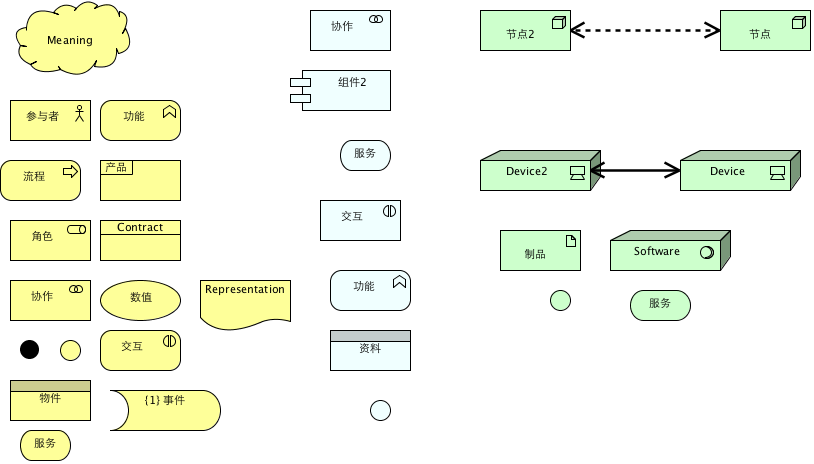 Meaning
参与者
功能
流程
产品
角色
Contract
协作
数值
Representation
交互
物件
{1} 事件
服务
协作
组件2
服务
交互
功能
资料
节点2
节点
Device2
Device
制品
Software
服务